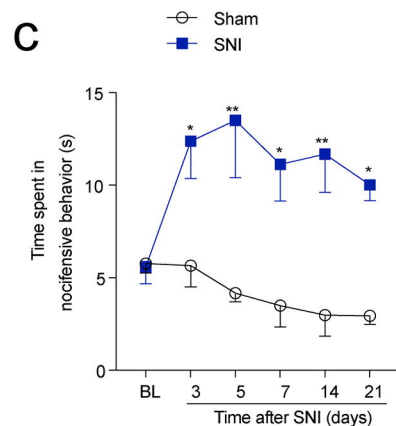 C
Sham
SNI
Time spent in
nocifensive behavior (s)
15
10
5
0
*
**
*
**
*
BL 3 5 7 14 21
Time after SNI (days)